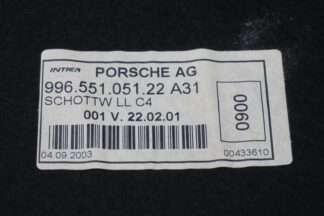 INTIER PORSCHE AG
996.551.051.22 A31
SCHOTTW LL C4
001 V. 22.02.01
0900
04.09.2003 00433610